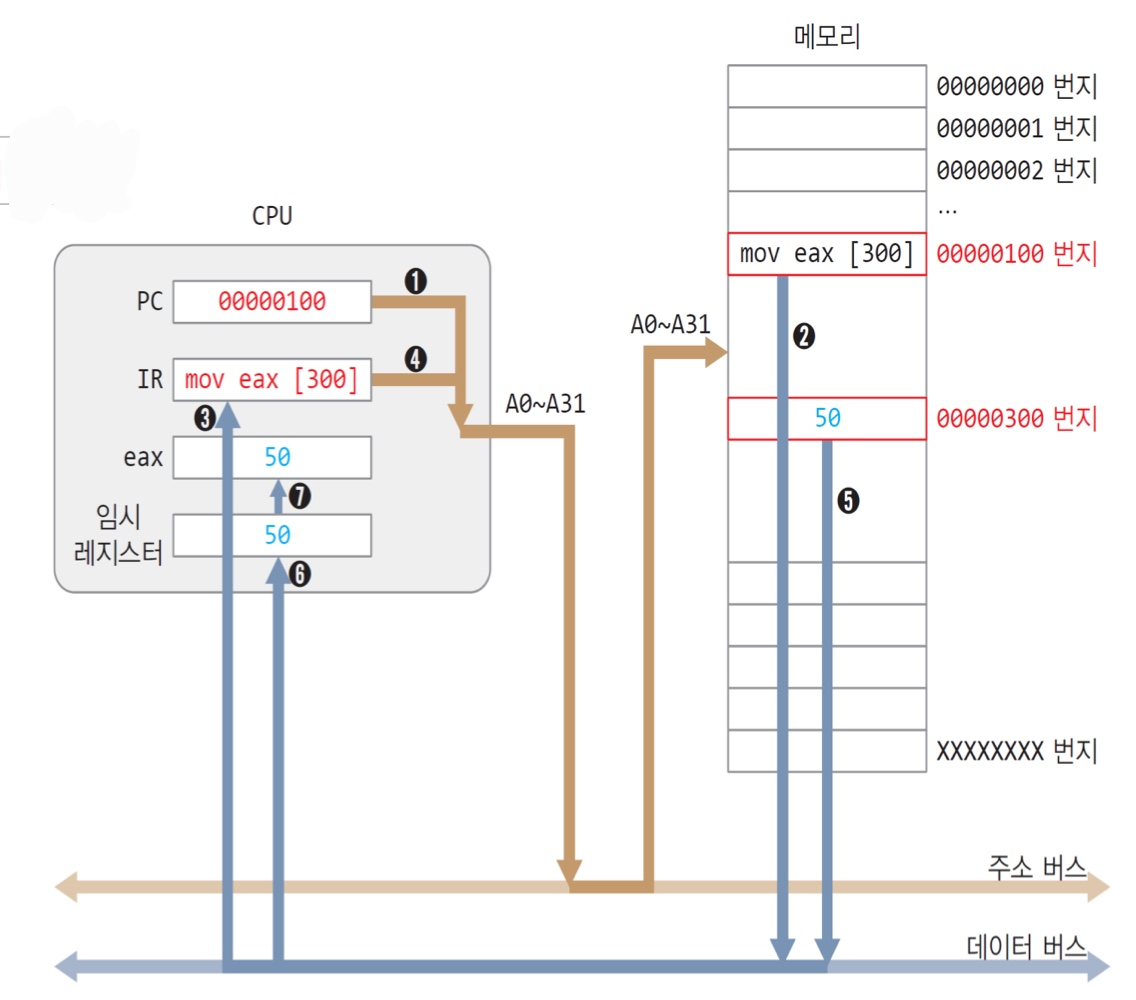 메모리
00000000 번지
00000001 번지
00000002 번지
...
mov eax [300] 00000100 번지
CPU
PC 00000100 ❶
A0~A31
❷
IR mov eax [300] ❹
A0~A31
❸
50 00000300 번지
eax 50
❼
❺
임시
레지스터
50
❻
XXXXXXXX 번지
주소 버스
데이터 버스